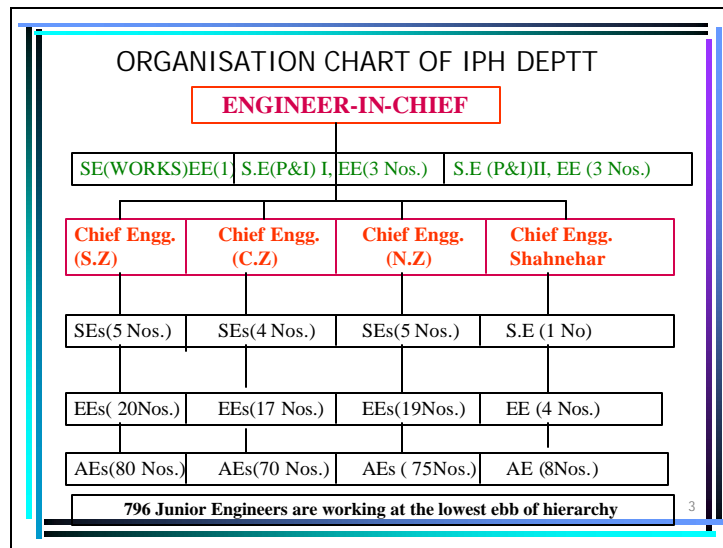 ORGANISATION CHART OF IPH DEPTT
ENGINEER-IN-CHIEF
SE(WORKS)EE(1) S.E(P&I) I, EE(3 Nos.) S.E (P&I)II, EE (3 Nos.)
Chief Engg. Chief Engg. Chief Engg. Chief Engg.
(S.Z) (C.Z) (N.Z) Shahnehar
SEs(5 Nos.) SEs(4 Nos.) SEs(5 Nos.) S.E (1 No)
EEs( 20Nos.) EEs(17 Nos.) EEs(19Nos.) EE (4 Nos.)
AEs(80 Nos.) AEs(70 Nos.) AEs ( 75Nos.) AE (8Nos.)
796 Junior Engineers are working at the lowest ebb of hierarchy
3